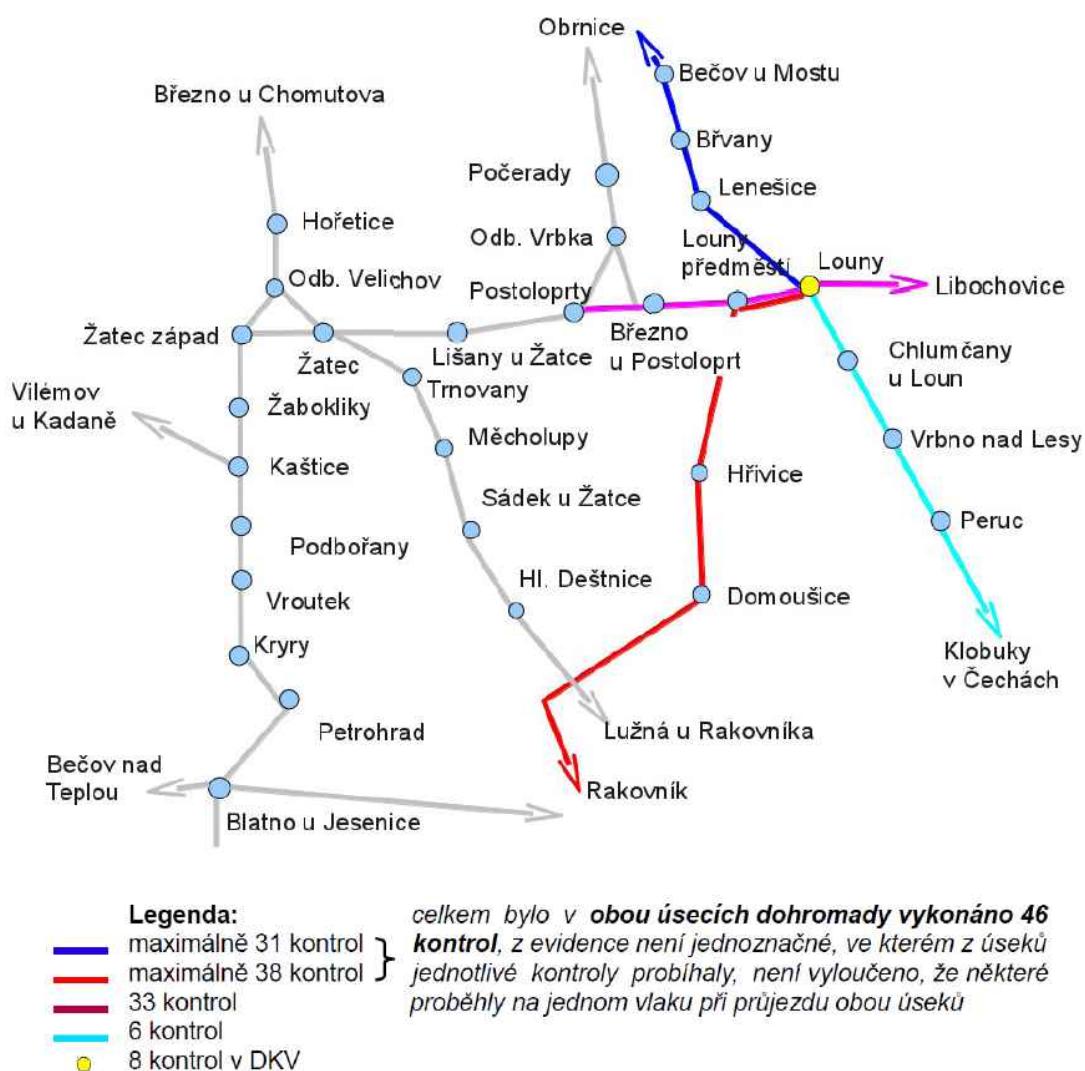 Obrnice
Bečov u Mostu
Březno u Chomutova
Břvany
Počerady
Lenešice
Hořetice
Odb. Vrbka
Louny
předměstí
Louny
Odb. Velichov
Postoloprty
Libochovice
Žatec západ
Žatec
Lišany u Žatce
Březno
u Postoloprt
Chlumčany
u Loun
Trnovany
Vilémov
u Kadaně
Žabokliky
Měcholupy
Vrbno nad Lesy
Kaštice
Hřivice
Sádek u Žatce
Peruc
Podbořany
Hl. Deštnice
Domoušice
Vroutek
Kryry
Klobuky
v Čechách
Petrohrad
Lužná u Rakovníka
Bečov nad
Teplou
Rakovník
Blatno u Jesenice
Legenda:
maximálně 31 kontrol
maximálně 38 kontrol
33 kontrol
6 kontrol
8 kontrol v DKV
}
celkem bylo v obou úsecích dohromady vykonáno 46
kontrol, z evidence není jednoznačné, ve kterém z úseků
jednotlivé kontroly probíhaly, není vyloučeno, že některé
proběhly na jednom vlaku při průjezdu obou úseků